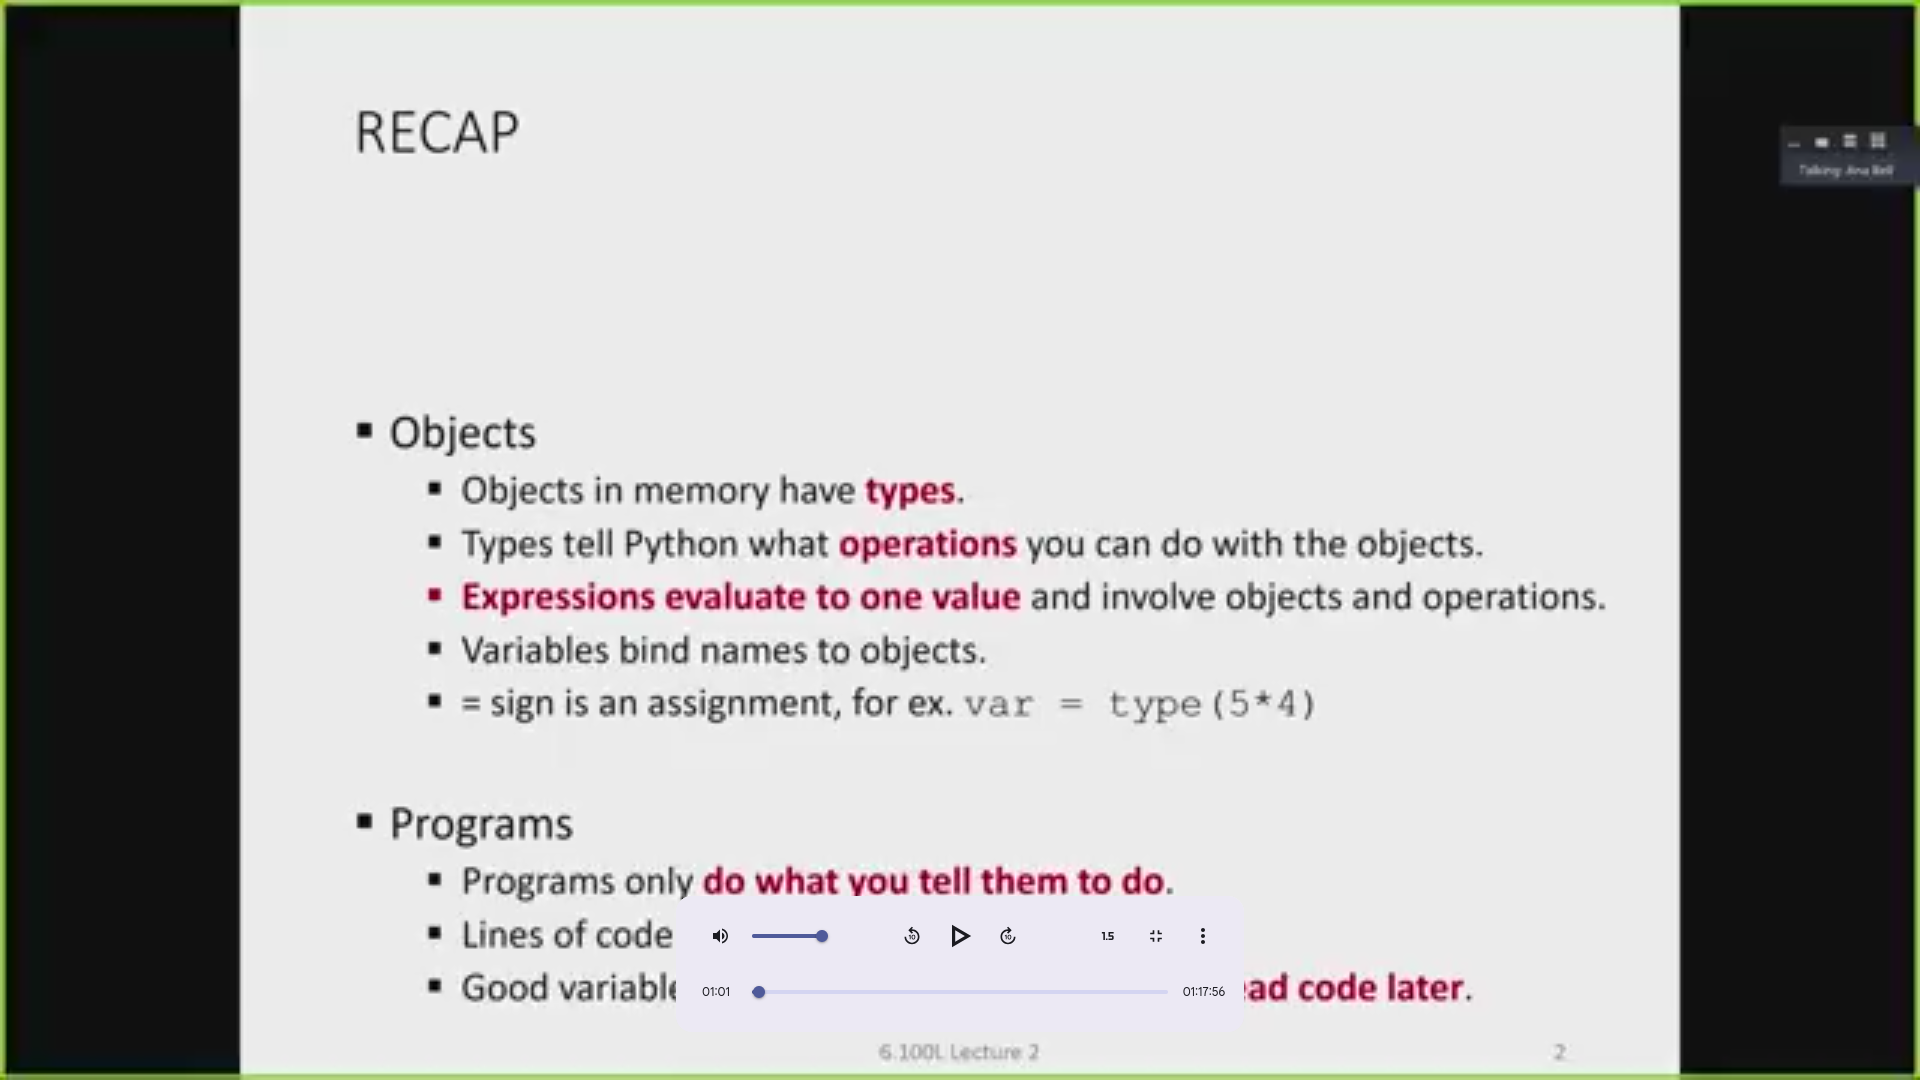 RECAP
Talking: Ana Bell
▪ Objects
▪ Objects in memory have types.
▪ Types tell Python what operations you can do with the objects.
▪ Expressions evaluate to one value and involve objects and operations.
▪ Variables bind names to objects.
▪ = sign is an assignment, for ex. var = type(5*4)
▪ Programs
▪ Programs only do what you tell them to do.
▪ Lines of code
10 10 1.5
▪ Good variable ead code later.
01:01 01:17:56
6.100L Lecture 2 2